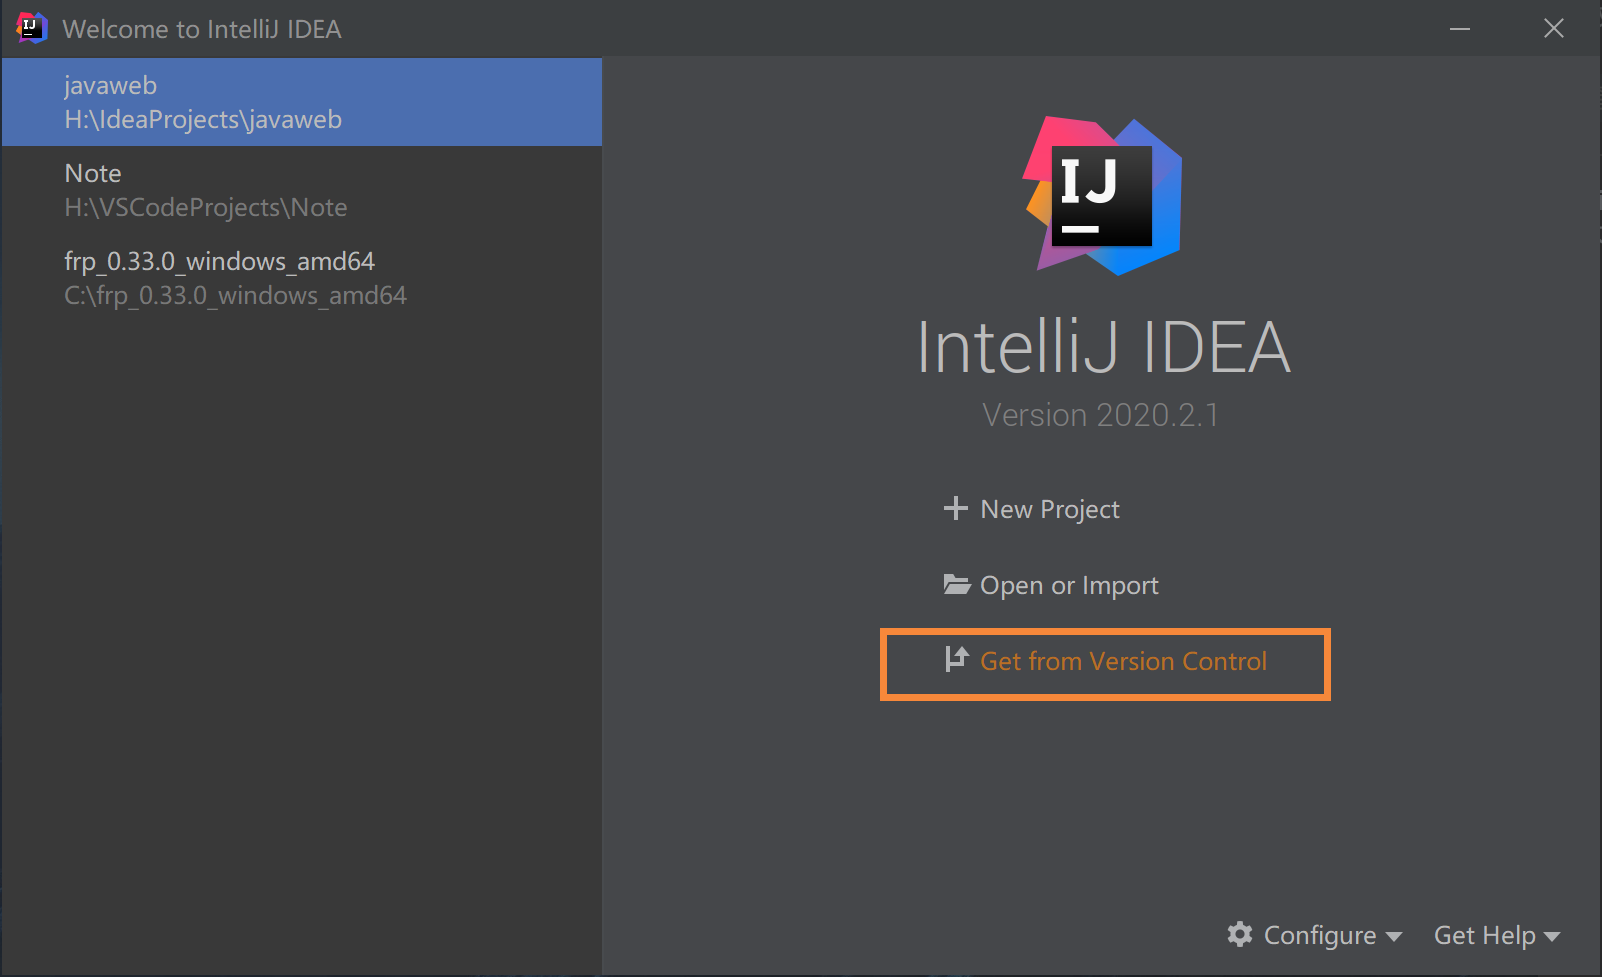 Welcome to IntelliJ IDEA
javaweb
H:\IdeaProjects\javaweb
Note
H:\VSCodeProjects\Note
frp_0.33.0_windows_amd64
C:\frp_0.33.0_windows_amd64
IJ
IntelliJ IDEA
Version 2020.2.1
New Project
Open or Import
Get from Version Control
Configure
Get Help